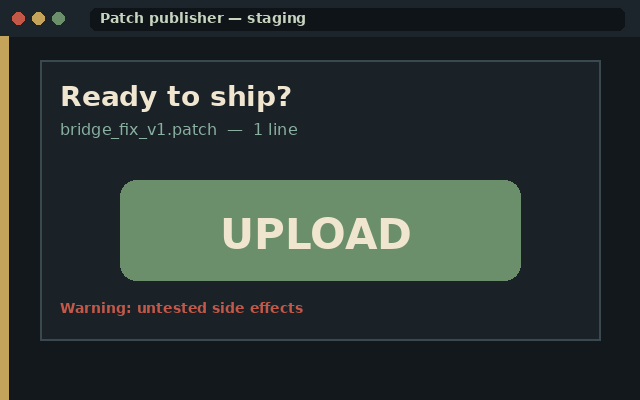 Patch publisher — staging
Ready to ship?
bridge_fix_v1.patch — 1 line
UPLOAD
Warning: untested side effects